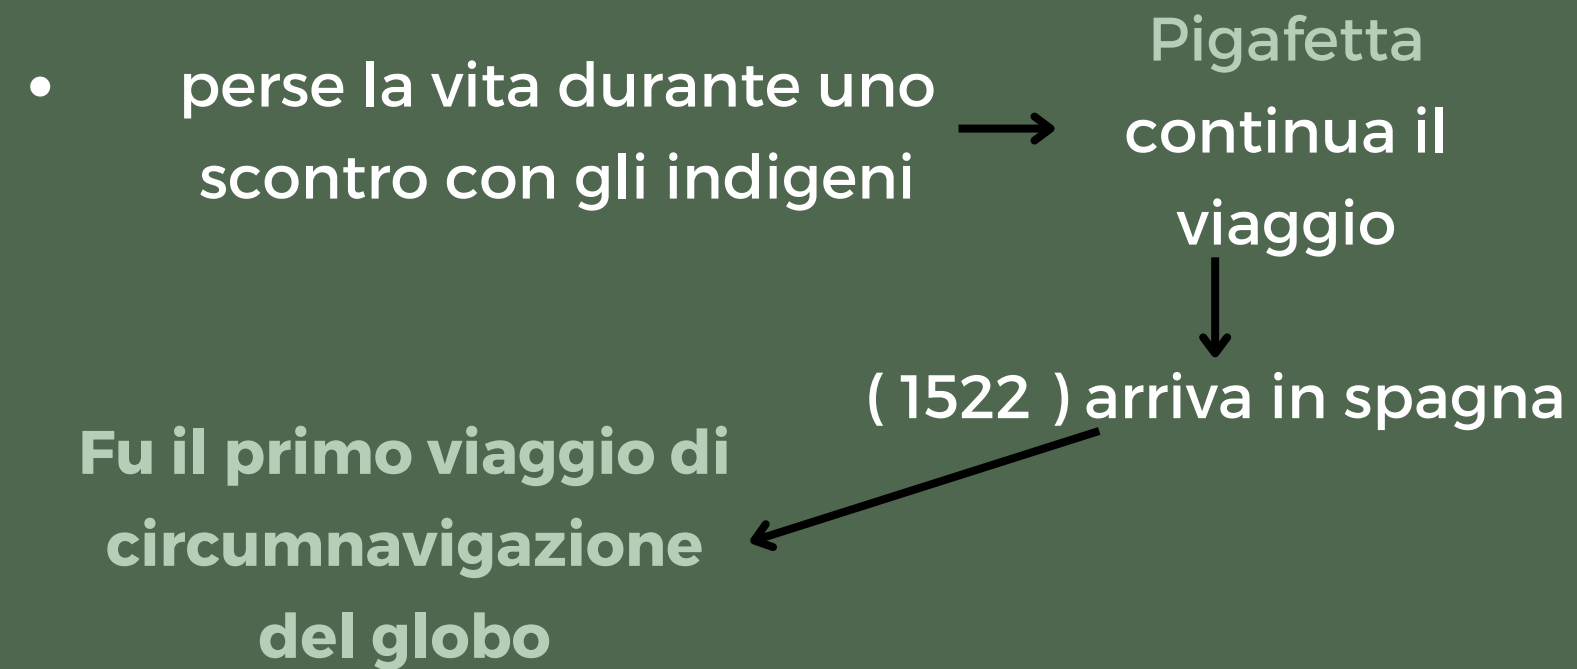 • perse la vita durante uno
scontro con gli indigeni
Pigafetta
continua il
viaggio
( 1522 ) arriva in spagna
Fu il primo viaggio di
circumnavigazione
del globo